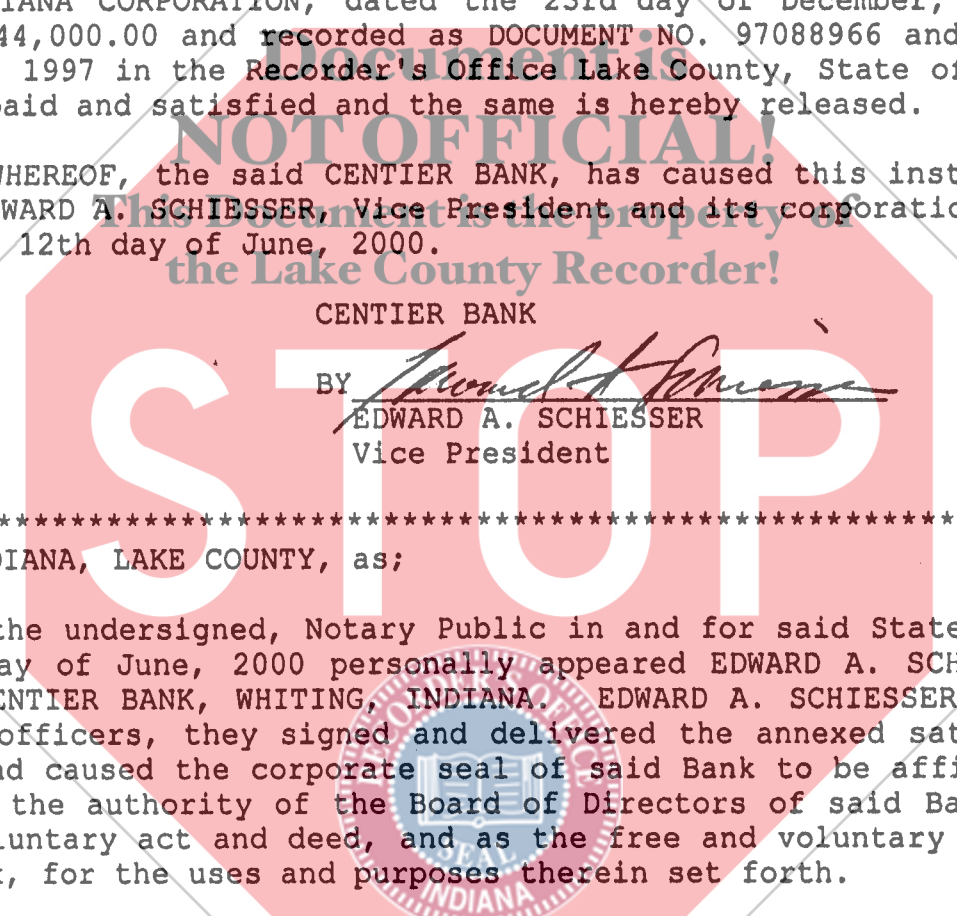 IANA CORPORATION, dated the 23rd day of December,
44,000.00 and recorded as DOCUMENT NO. 97088966 and
1997 in the Recorder's Office Lake County, State of
paid and satisfied and the same is hereby released.
WHEREOF, the said CENTIER BANK, has caused this inst
WARD A. SCHIESSER, Vice President and its corporatio
12th day of June, 2000.
Document is
NOT OFFICIAL!
This Document is the property of
the Lake County Recorder!
CENTIER BANK
BY
EDWARD A. SCHIESSER
Vice President
STOP
****************************************************
DIANA, LAKE COUNTY, as;
the undersigned, Notary Public in and for said State
ay of June, 2000 personally appeared EDWARD A. SCH
ENTIER BANK, WHITING, INDIANA. EDWARD A. SCHIESSER
officers, they signed and delivered the annexed sat
nd caused the corporate seal of said Bank to be affi
the authority of the Board of Directors of said Ba
luntary act and deed, and as the free and voluntary
k, for the uses and purposes therein set forth.
RECORDER'S OFFICE
SEAL
INDIANA